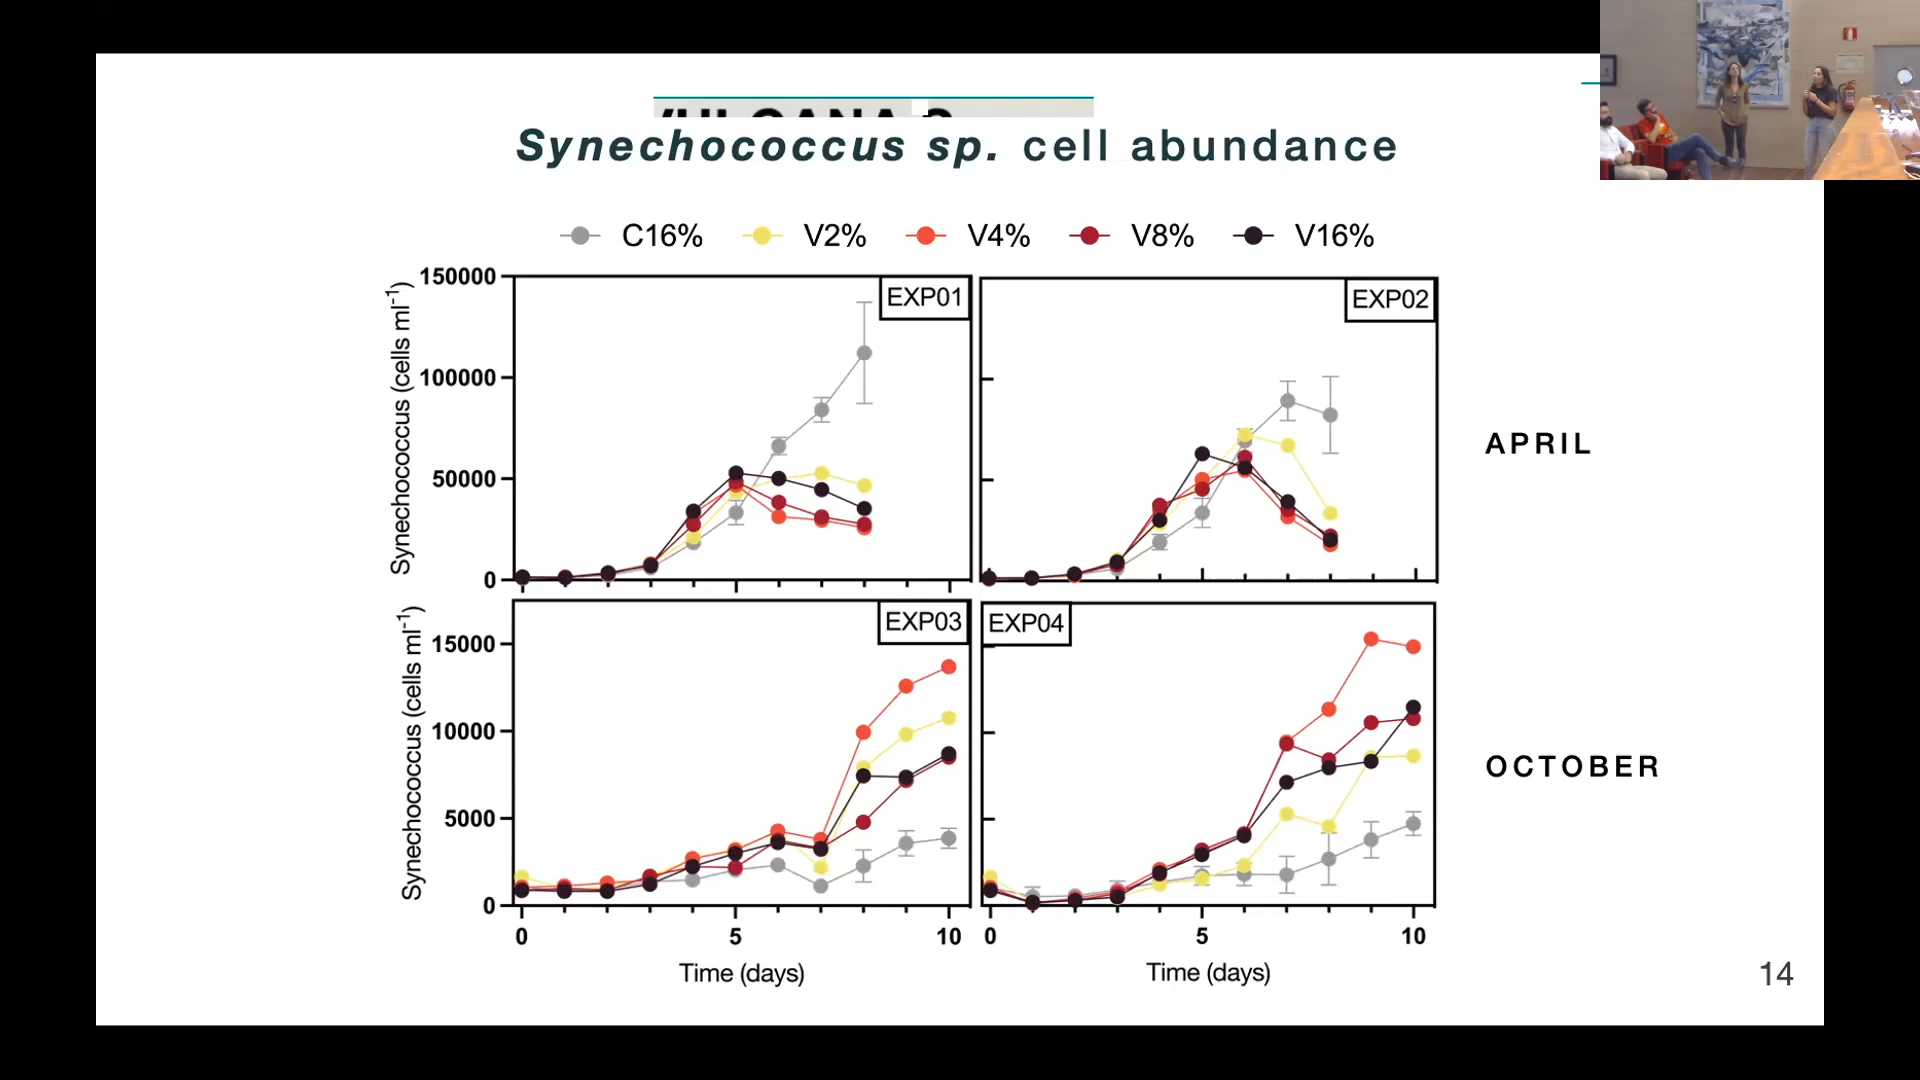 Synechococcus sp. cell abundance
C16% V2% V4% V8% V16%
Synechococcus (cells ml-1)
150000
100000
50000
0
EXP01
EXP02
APRIL
Synechococcus (cells ml-1)
15000
10000
5000
0
EXP03
EXP04
OCTOBER
0 5 10 0 5 10
Time (days) Time (days)
14